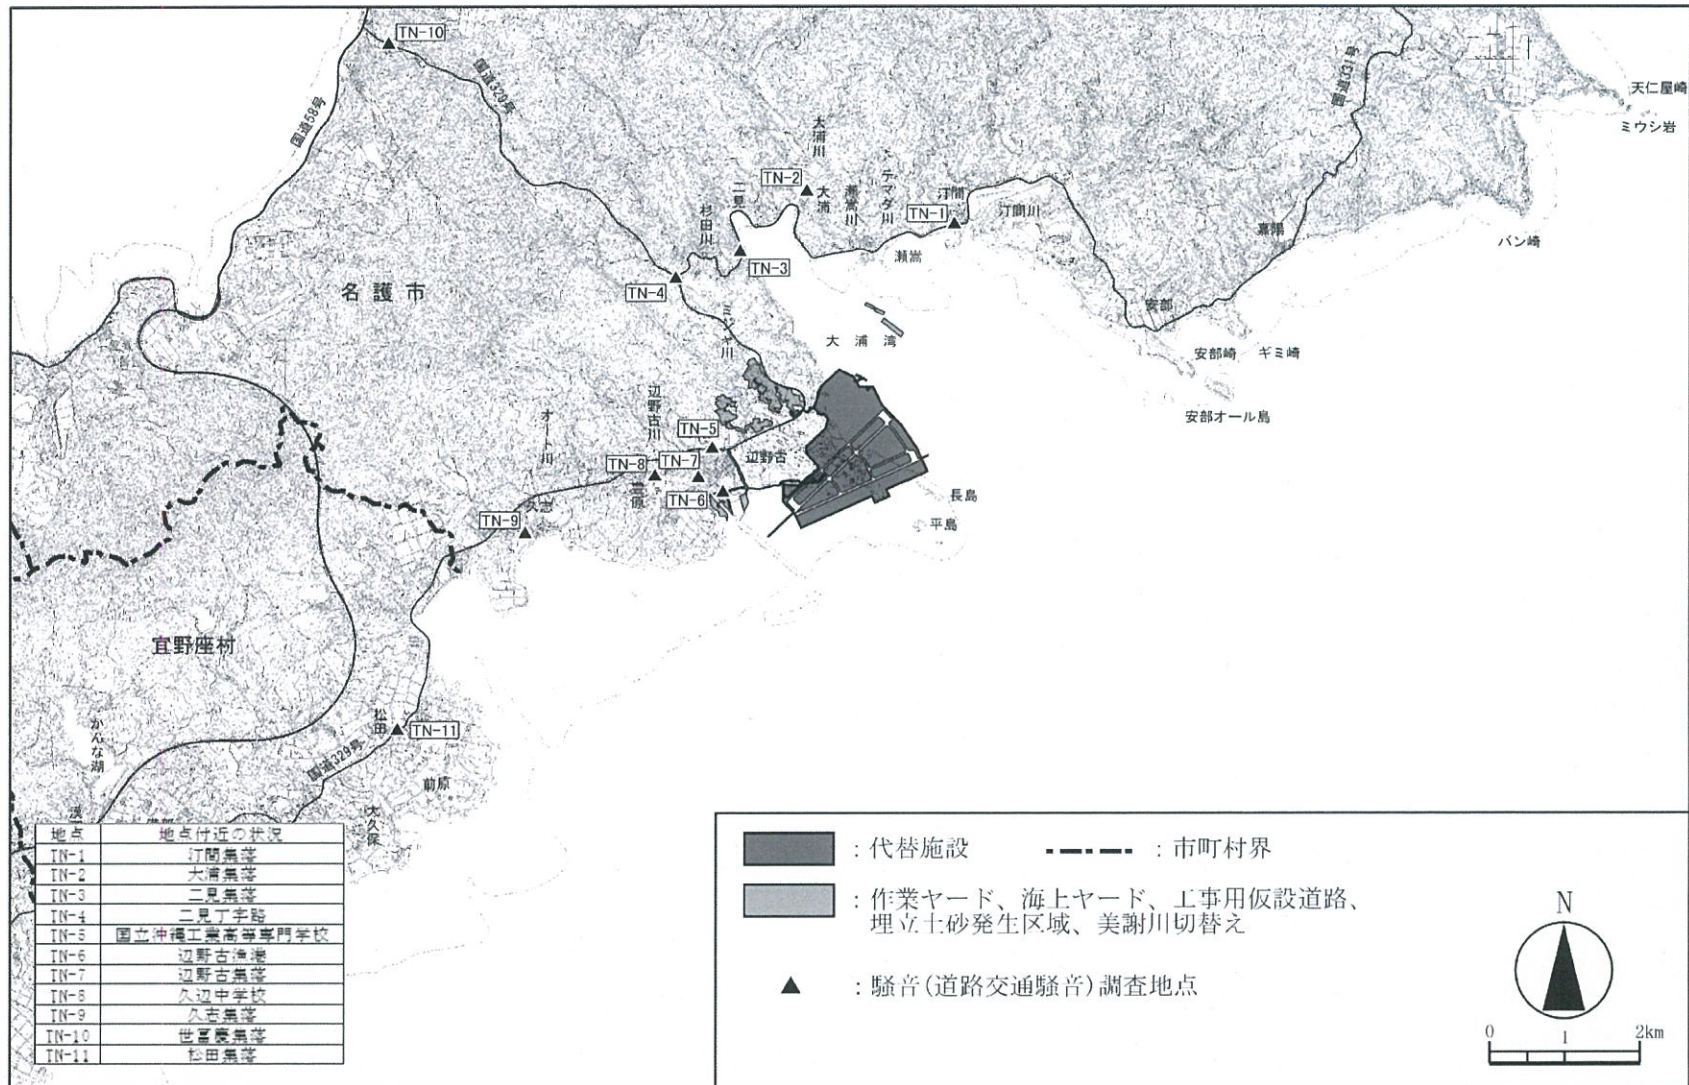 TN-10
国道329号
国道58号
国道331号
天仁屋崎
ミウシ岩
大浦川
TN-2
大浦
瀬嵩川
テマダ川
汀間
TN-1
汀間川
嘉陽
バン崎
二見
杉田川
TN-3
瀬嵩
TN-4
名護市
安部
大浦湾
安部崎
ギミ崎
安部オール島
辺野古川
オート川
TN-5
辺野古
TN-8
TN-7
豊原
TN-6
長島
平島
久志
TN-9
宜野座村
かんな湖
松田
TN-11
国道329号
前原
大久保
地点 地点付近の状況
TN-1 汀間集落
TN-2 大浦集落
TN-3 二見集落
TN-4 二見丁字路
TN-5 国立沖縄工業高等専門学校
TN-6 辺野古漁港
TN-7 辺野古集落
TN-8 久辺中学校
TN-9 久志集落
TN-10 世冨慶集落
TN-11 松田集落
：代替施設
：市町村界
：作業ヤード、海上ヤード、工事用仮設道路、
埋立土砂発生区域、美謝川切替え
：騒音(道路交通騒音)調査地点
N
0 1 2km